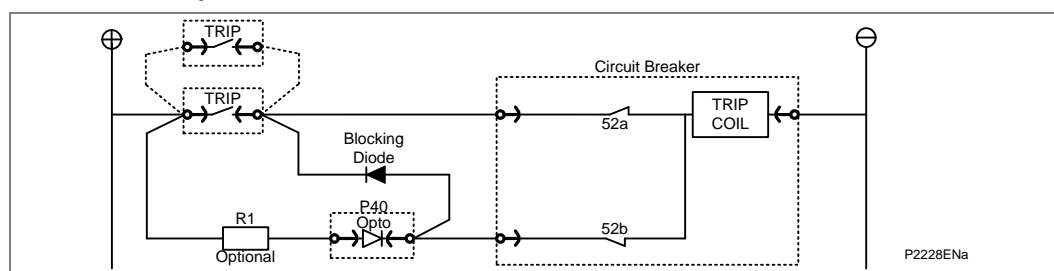 TRIP
Circuit Breaker
TRIP
TRIP
COIL
52a
Blocking
Diode
P40
Opto
R1
Optional
52b
P2228ENa